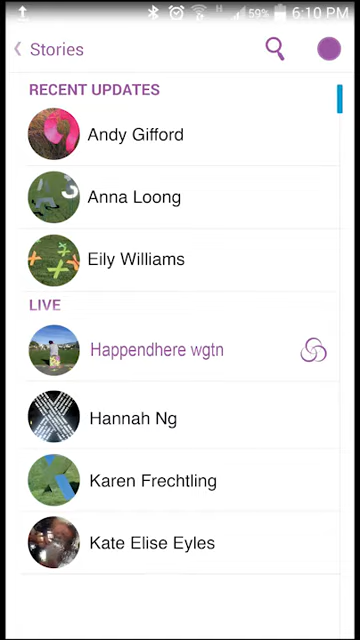 H 59% 6:10 PM
Stories
RECENT UPDATES
Andy Gifford
Anna Loong
Eily Williams
LIVE
Happendhere wgtn
Hannah Ng
Karen Frechtling
Kate Elise Eyles